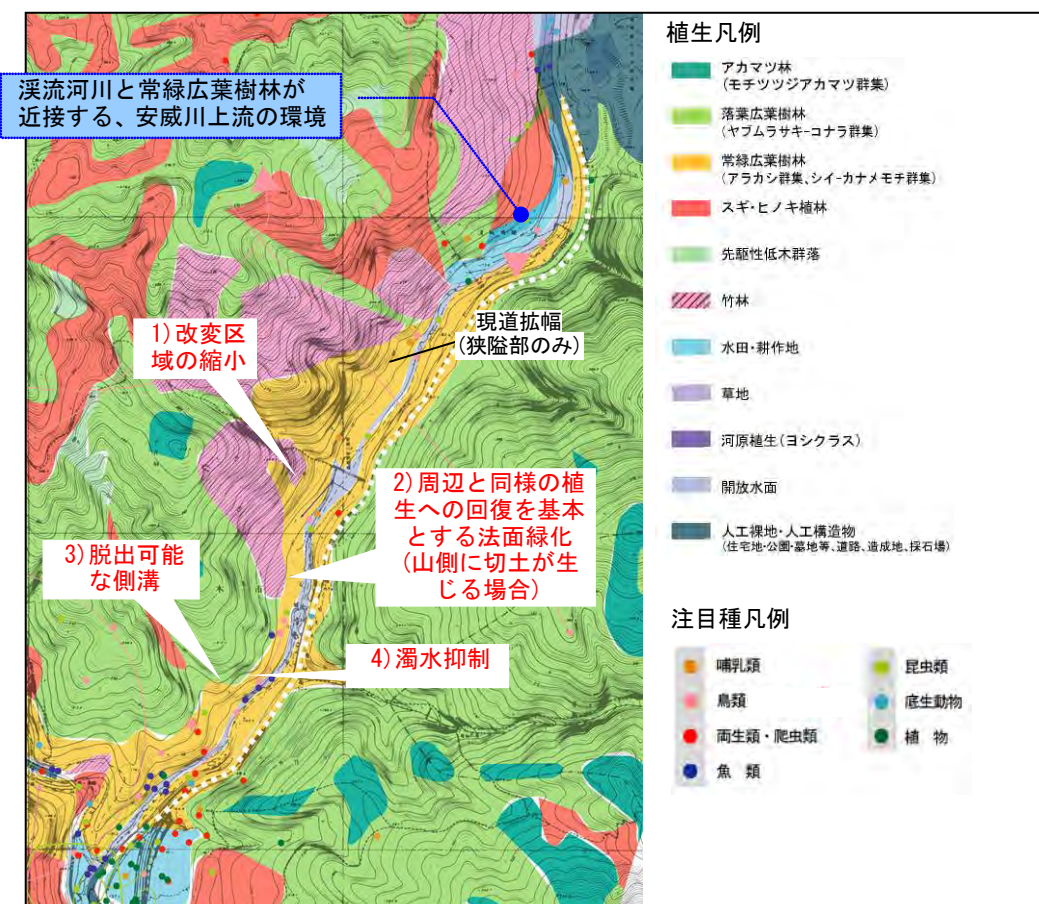 渓流河川と常緑広葉樹林が
近接する、安威川上流の環境
1)改変区
域の縮小
現道拡幅
(狭隘部のみ)
2)周辺と同様の植
生への回復を基本
とする法面緑化
(山側に切土が生
じる場合)
3)脱出可能
な側溝
4)濁水抑制
植生凡例
アカマツ林
(モチツツジアカマツ群集)
落葉広葉樹林
(ヤブムラサキ-コナラ群集)
常緑広葉樹林
(アラカシ群集、シイ-カナメモチ群集)
スギ・ヒノキ植林
先駆性低木群落
竹林
水田・耕作地
草地
河原植生(ヨシクラス)
開放水面
人工裸地・人工構造物
(住宅地・公園・墓地等、道路、造成地、採石場)
注目種凡例
哺乳類
鳥類
両生類・爬虫類
魚 類
昆虫類
底生動物
植 物